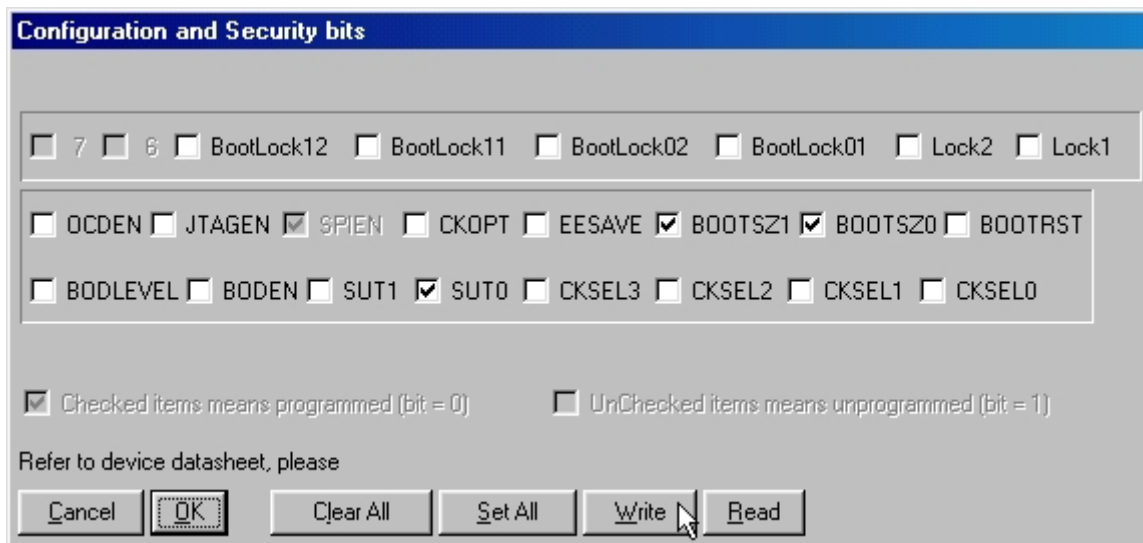 Configuration and Security bits
7 6 BootLock12 BootLock11 BootLock02 BootLock01 Lock2 Lock1
OCDEN JTAGEN SPIEN CKOPT EESAVE BOOTSZ1 BOOTSZ0 BOOTRST
BODLEVEL BODEN SUT1 SUT0 CKSEL3 CKSEL2 CKSEL1 CKSEL0
Checked items means programmed (bit = 0) UnChecked items means unprogrammed (bit = 1)
Refer to device datasheet, please
Cancel OK Clear All Set All Write Read